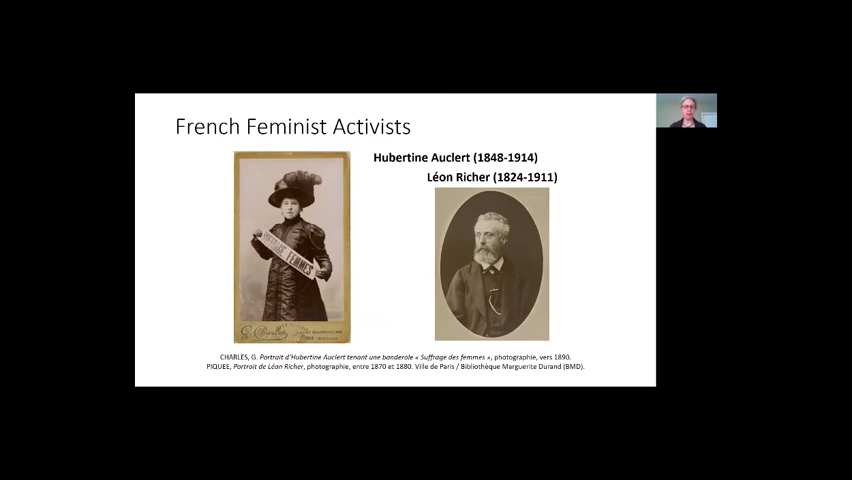 French Feminist Activists
Hubertine Auclert (1848-1914)
Léon Richer (1824-1911)
SUFFRAGE FEMMES
CHARLES, G. Portrait d'Hubertine Auclert tenant une banderole « Suffrage des femmes », photographie, vers 1890.
PIQUEE, Portrait de Léon Richer, photographie, entre 1870 et 1880. Ville de Paris / Bibliothèque Marguerite Durand (BMD).